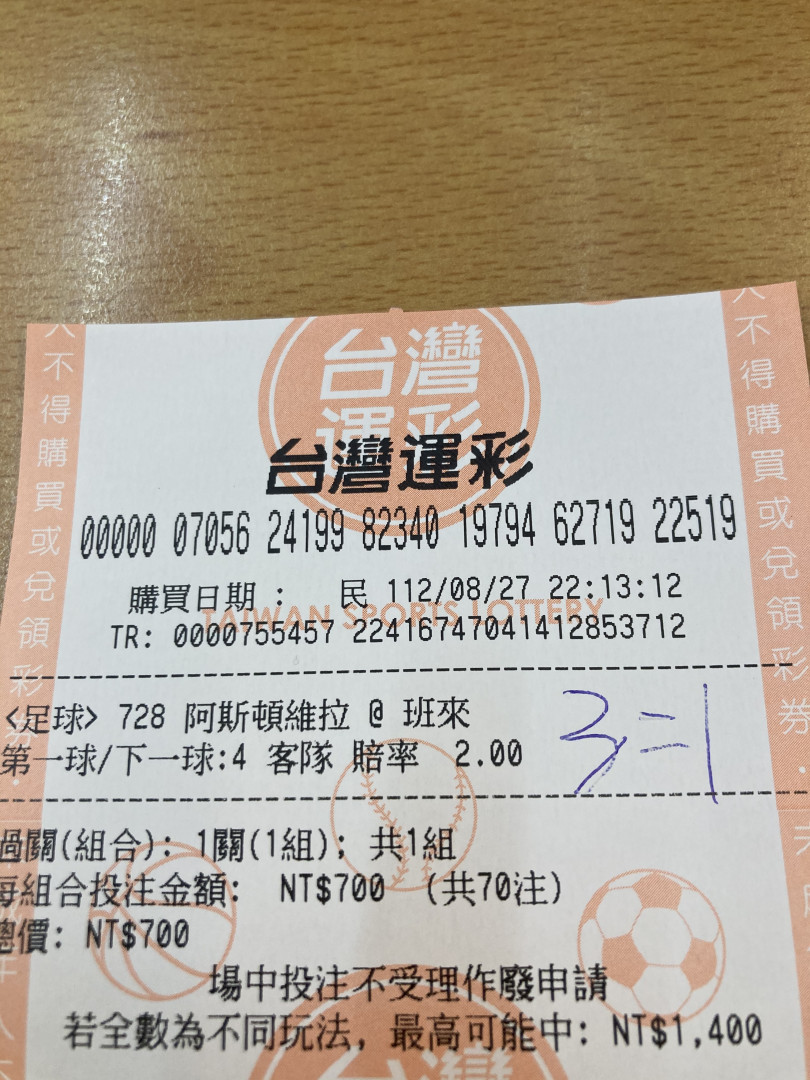 台灣
運彩
台灣運彩
00000 07056 24199 82340 19794 62719 22519
購買日期 : 民 112/08/27 22:13:12
TAIWAN SPORTS LOTTERY
TR: 0000755457 22416747041412853712
<足球> 728 阿斯頓維拉 @ 班來
第一球/下一球:4 客隊 賠率 2.00
3=1
過關(組合): 1關(1組); 共1組
每組合投注金額: NT$700 (共70注)
總價: NT$700
場中投注不受理作廢申請
若全數為不同玩法, 最高可能中: NT$1,400
台灣
人不得購買或兌領彩券.
人不得購買或兌領彩券.